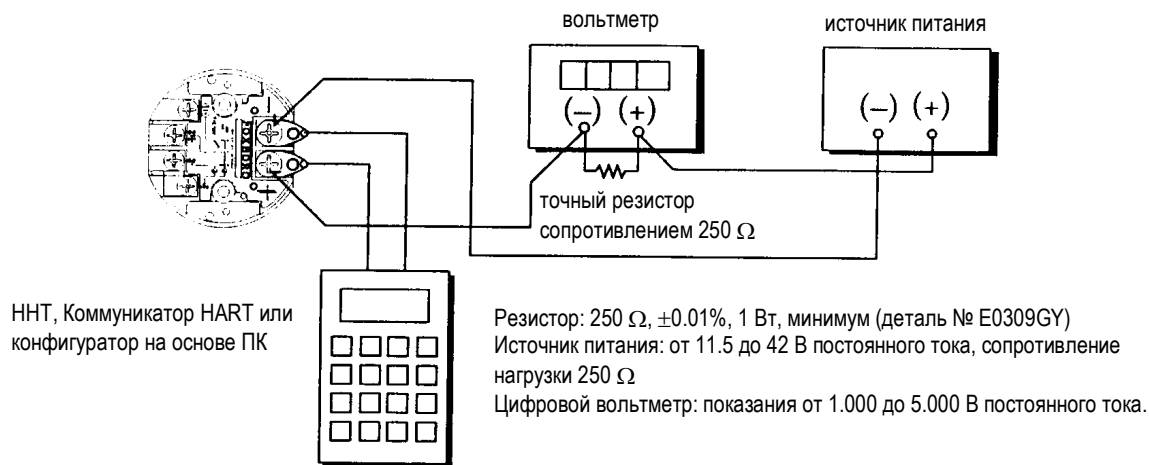 вольтметр
источник питания
(−) (+)
(−) (+)
точный резистор
сопротивлением 250 Ω
ННТ, Коммуникатор HART или
конфигуратор на основе ПК
Резистор: 250 Ω, ±0.01%, 1 Вт, минимум (деталь № E0309GY)
Источник питания: от 11.5 до 42 В постоянного тока, сопротивление
нагрузки 250 Ω
Цифровой вольтметр: показания от 1.000 до 5.000 В постоянного тока.